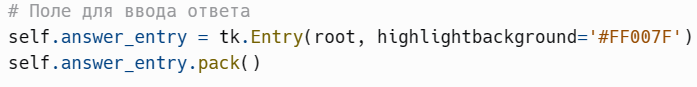 # Поле для ввода ответа
self.answer_entry = tk.Entry(root, highlightbackground='#FF007F')
self.answer_entry.pack()